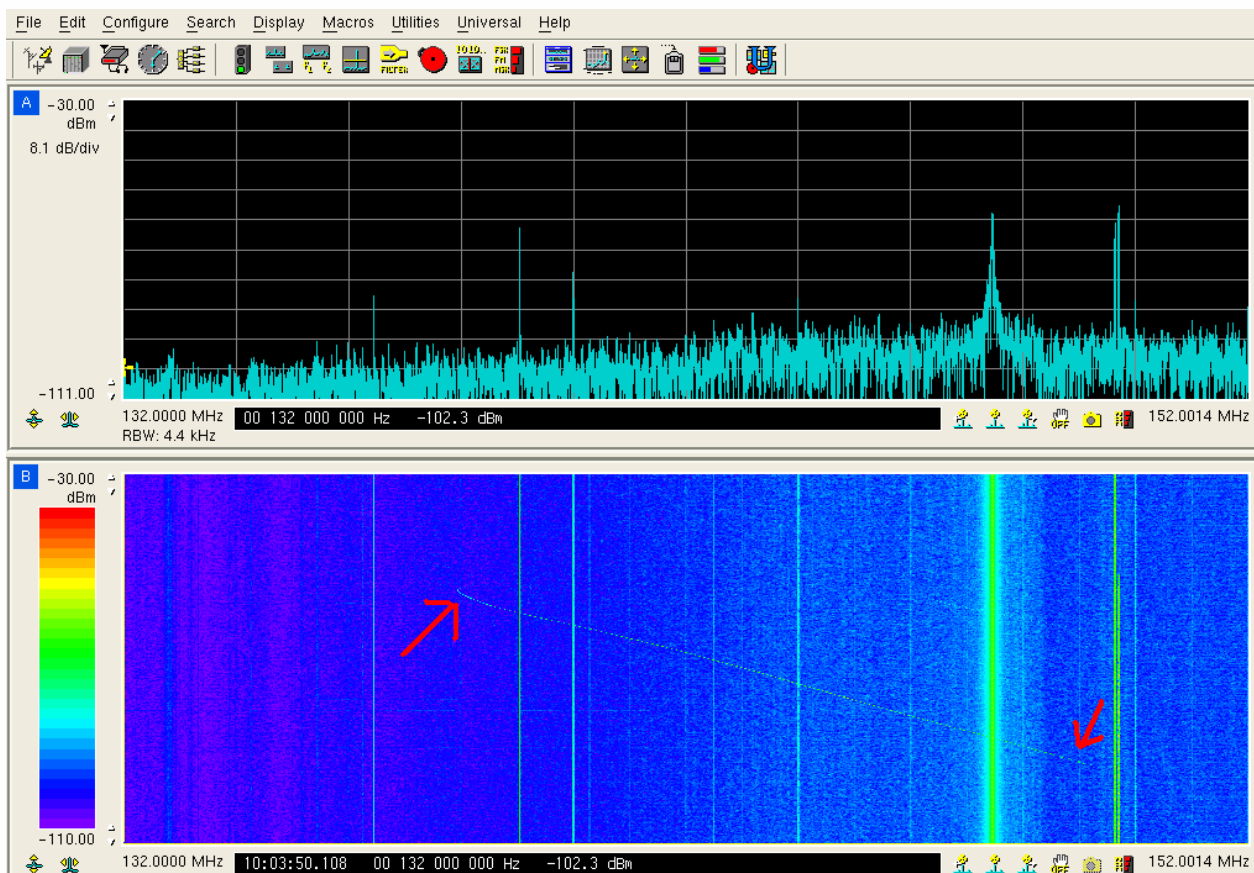 File Edit Configure Search Display Macros Utilities Universal Help
FILTER
A
-30.00
dBm
8.1 dB/div
-111.00
132.0000 MHz 00 132 000 000 Hz -102.3 dBm OFF 152.0014 MHz
RBW: 4.4 kHz
B
-30.00
dBm
-110.00
132.0000 MHz 10:03:50.108 00 132 000 000 Hz -102.3 dBm OFF 152.0014 MHz